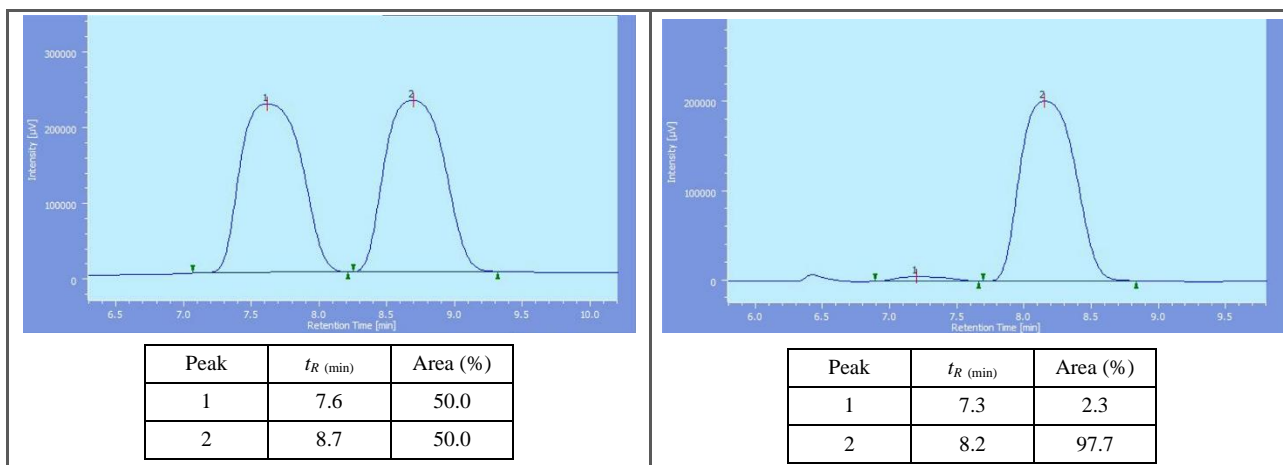 300000
200000
100000
0
Intensity [µV]
1
2
6.5 7.0 7.5 8.0 8.5 9.0 9.5 10.0
Retention Time [min]
Peak tR (min) Area (%)
1 7.6 50.0
2 8.7 50.0
200000
100000
0
Intensity [µV]
1
2
6.0 6.5 7.0 7.5 8.0 8.5 9.0 9.5
Retention Time [min]
Peak tR (min) Area (%)
1 7.3 2.3
2 8.2 97.7